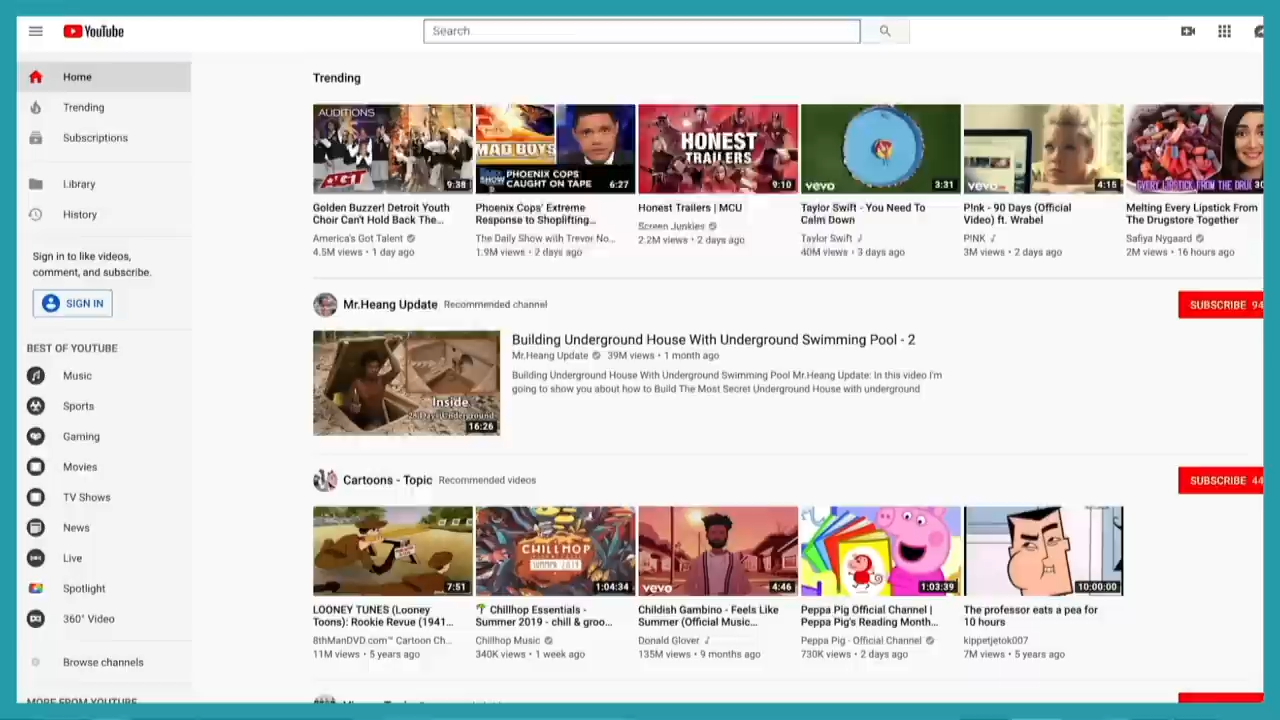 YouTube
Search
Home
Trending
Subscriptions
Library
History
Sign in to like videos,
comment, and subscribe.
SIGN IN
BEST OF YOUTUBE
Music
Sports
Gaming
Movies
TV Shows
News
Live
Spotlight
360° Video
Browse channels
MORE FROM YOUTUBE
Trending
AUDITIONS
AGT
9:38
Golden Buzzer! Detroit Youth
Choir Can't Hold Back The...
America's Got Talent
4.5M views • 1 day ago
MAD BOYS
SHOW
PHOENIX COPS
CAUGHT ON TAPE
6:27
Phoenix Cops' Extreme
Response to Shoplifting...
The Daily Show with Trevor No...
1.9M views • 2 days ago
HONEST
TRAILERS
9:10
Honest Trailers | MCU
Screen Junkies
2.2M views • 2 days ago
vevo
3:31
Taylor Swift - You Need To
Calm Down
Taylor Swift
40M views • 3 days ago
vevo
4:15
P!nk - 90 Days (Official
Video) ft. Wrabel
P!NK
3M views • 2 days ago
EVERY LIPSTICK FROM THE DRU
30
Melting Every Lipstick From
The Drugstore Together
Safiya Nygaard
2M views • 16 hours ago
Mr.Heang Update Recommended channel
SUBSCRIBE 94
Inside
Underground
16:26
Building Underground House With Underground Swimming Pool - 2
Mr.Heang Update 39M views • 1 month ago
Building Underground House With Underground Swimming Pool Mr.Heang Update: In this video I'm
going to show you about how to Build The Most Secret Underground House with underground
Cartoons - Topic Recommended videos
SUBSCRIBE 44
7:51
LOONEY TUNES (Looney
Toons): Rookie Revue (1941...
8thManDVD.com™ Cartoon Ch...
11M views • 5 years ago
CHILLHOP
SUMMER 2019
1:04:34
Chillhop Essentials -
Summer 2019 - chill & groo...
Chillhop Music
340K views • 1 week ago
vevo
4:46
Childish Gambino - Feels Like
Summer (Official Music...
Donald Glover
135M views • 9 months ago
1:03:39
Peppa Pig Official Channel |
Peppa Pig's Reading Month...
Peppa Pig - Official Channel
730K views • 2 days ago
10:00:00
The professor eats a pea for
10 hours
kippetjetok007
7M views • 5 years ago